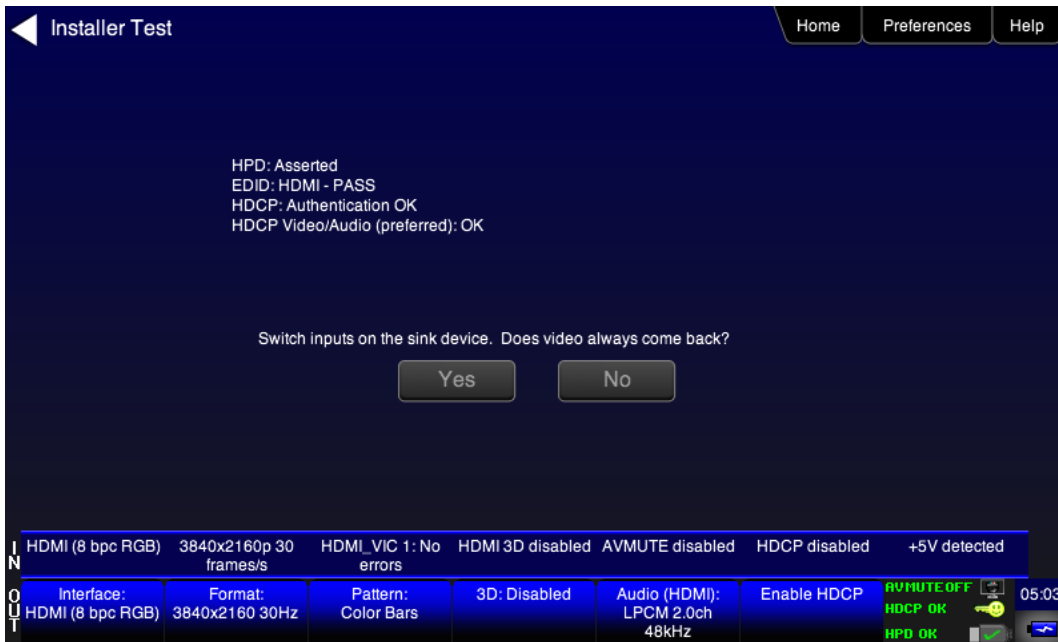 Installer Test
Home
Preferences
Help
HPD: Asserted
EDID: HDMI - PASS
HDCP: Authentication OK
HDCP Video/Audio (preferred): OK
Switch inputs on the sink device. Does video always come back?
Yes
No
IN
HDMI (8 bpc RGB)
3840x2160p 30
frames/s
HDMI_VIC 1: No
errors
HDMI 3D disabled
AVMUTE disabled
HDCP disabled
+5V detected
OUT
Interface:
HDMI (8 bpc RGB)
Format:
3840x2160 30Hz
Pattern:
Color Bars
3D: Disabled
Audio (HDMI):
LPCM 2.0ch
48kHz
Enable HDCP
AVMUTE OFF
HDCP OK
HPD OK
05:03